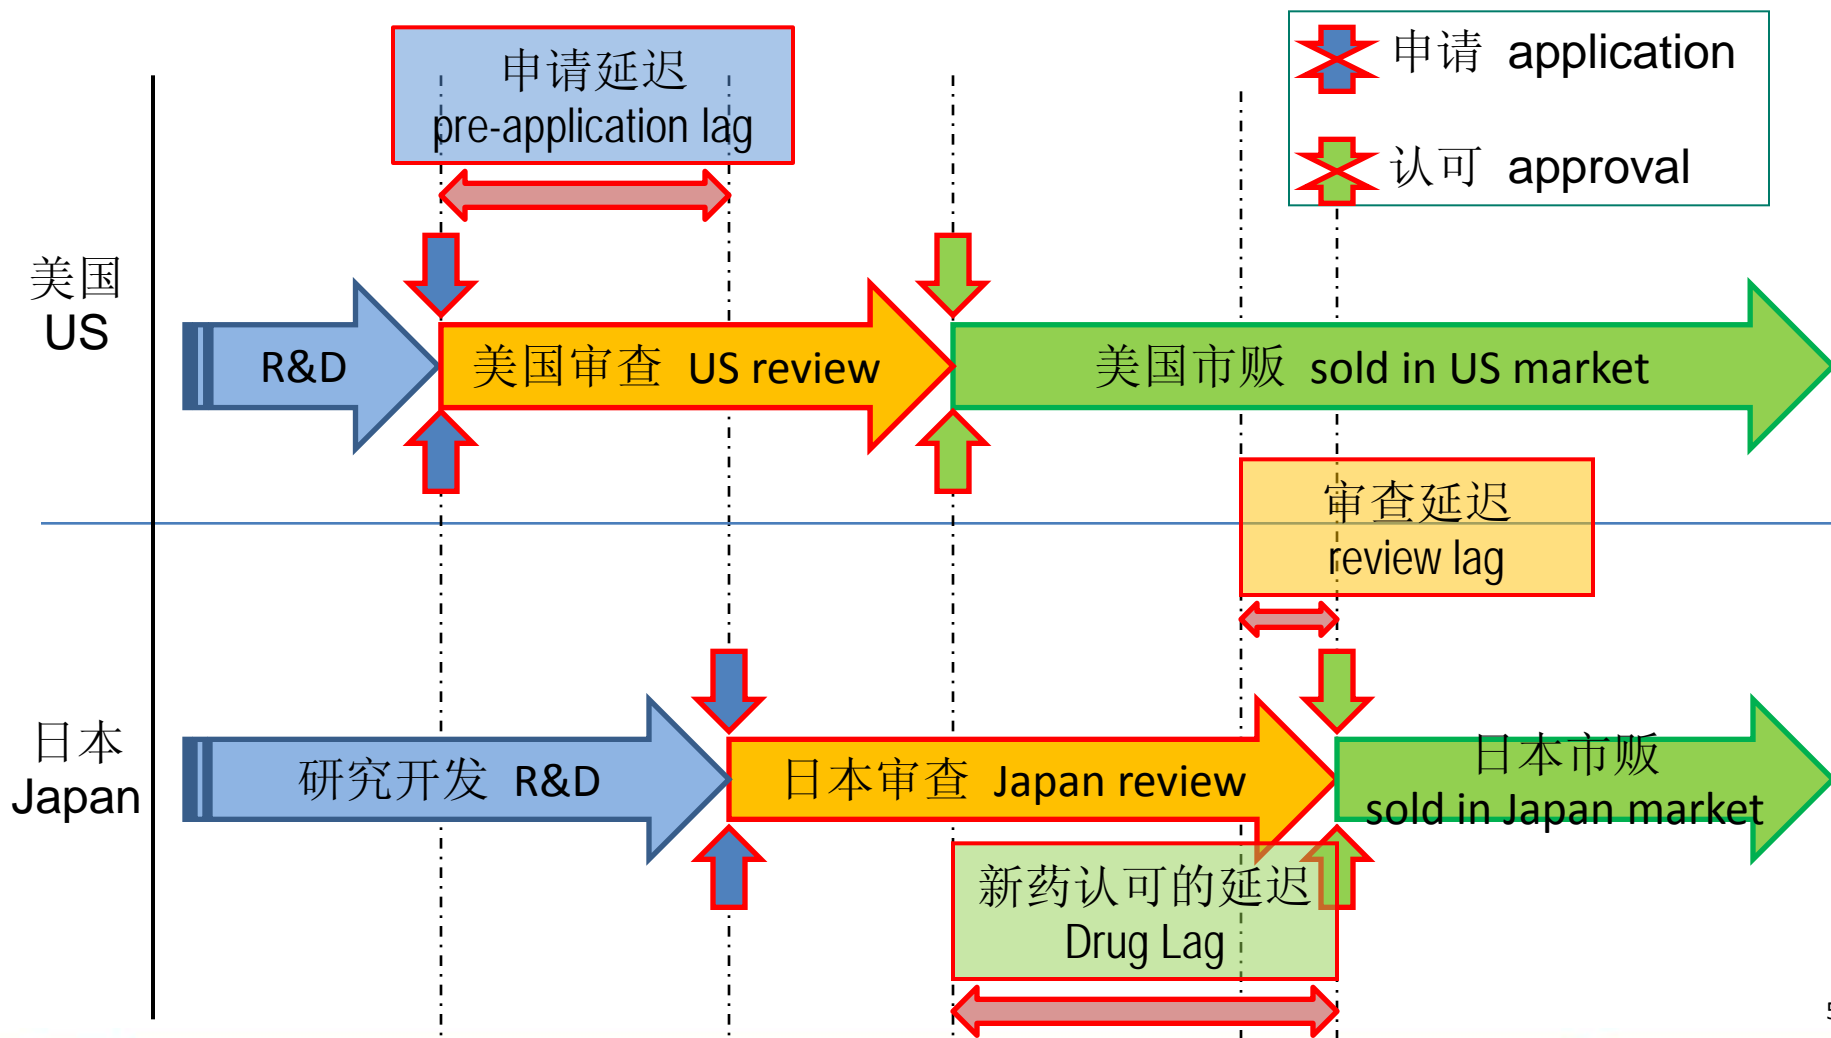 申请延迟
pre-application lag
申请 application
认可 approval
美国
US
R&D
美国审查 US review
美国市贩 sold in US market
审查延迟
review lag
日本
Japan
研究开发 R&D
日本审查 Japan review
日本市贩
sold in Japan market
新药认可的延迟
Drug Lag
5